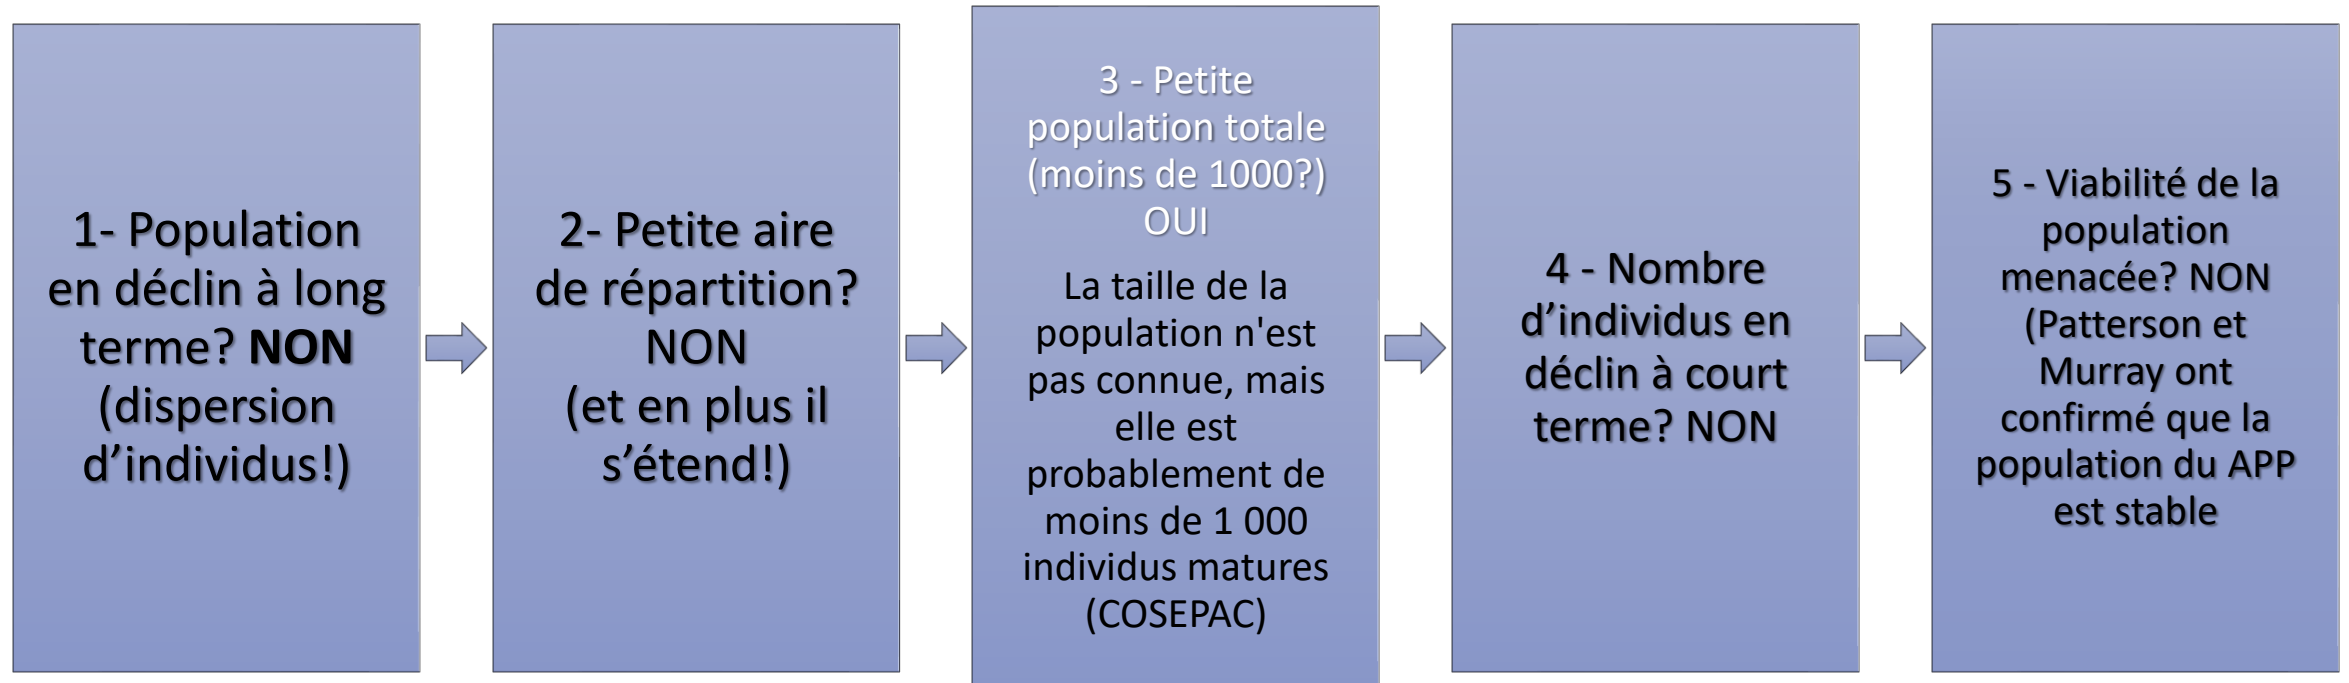 1- Population
en déclin à long
terme? NON
(dispersion
d’individus!)
2- Petite aire
de répartition?
NON
(et en plus il
s’étend!)
3 - Petite
population totale
(moins de 1000?)
OUI
La taille de la
population n'est
pas connue, mais
elle est
probablement de
moins de 1 000
individus matures
(COSEPAC)
4 - Nombre
d’individus en
déclin à court
terme? NON
5 - Viabilité de la
population
menacée? NON
(Patterson et
Murray ont
confirmé que la
population du APP
est stable